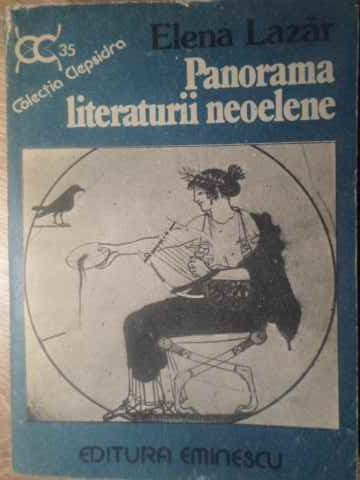 CC 35
Colecția Clepsidra
Elena Lazăr
Panorama
literaturii neoelene
EDITURA EMINESCU